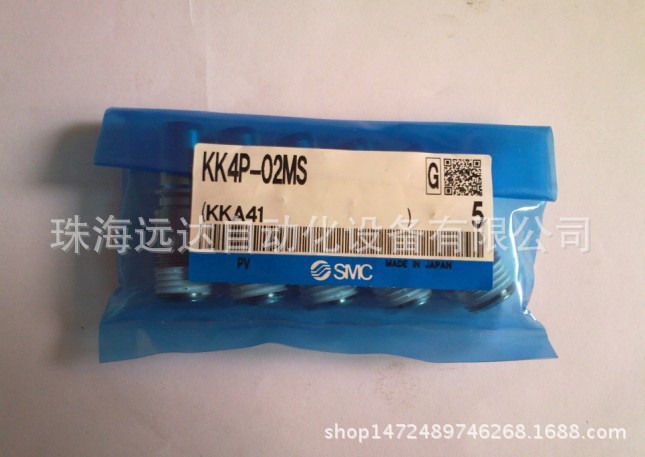 KK4P-02MS
G
(KKA41 )
5
珠海远达自动化设备有限公司
PV
SMC
MADE IN JAPAN
shop1472489746268.1688.com